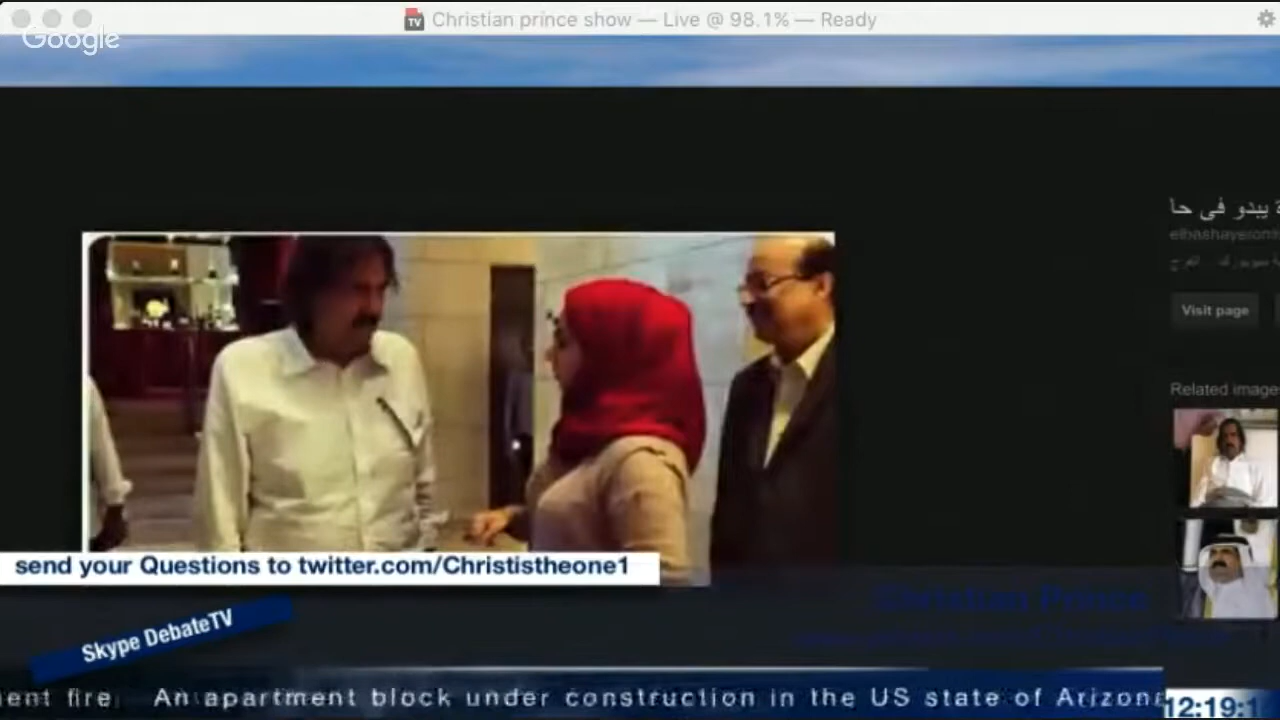 Christian prince show — Live @ 98.1% — Ready
Google
ة يبدو فى حا
Visit page
Related image
send your Questions to twitter.com/Christistheone1
Christian Prince
Skype DebateTV
ent fire An apartment block under construction in the US state of Arizona
12:19:1